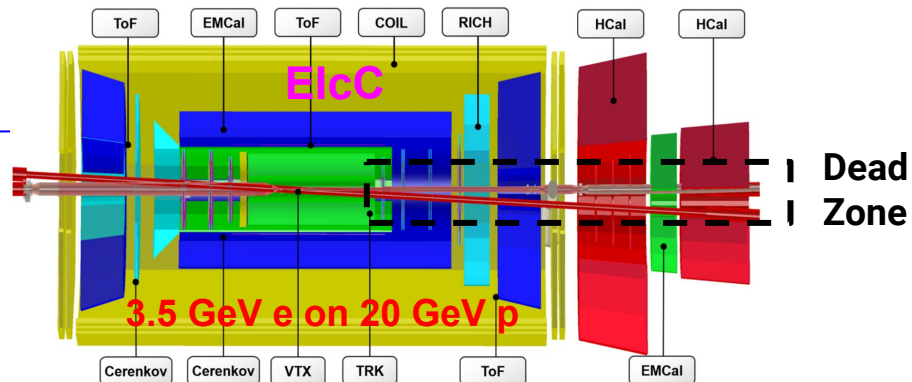 ToF
EMCal
ToF
COIL
RICH
HCal
HCal
EIcC
Dead
Zone
3.5 GeV e on 20 GeV p
Cerenkov
Cerenkov
VTX
TRK
ToF
EMCal